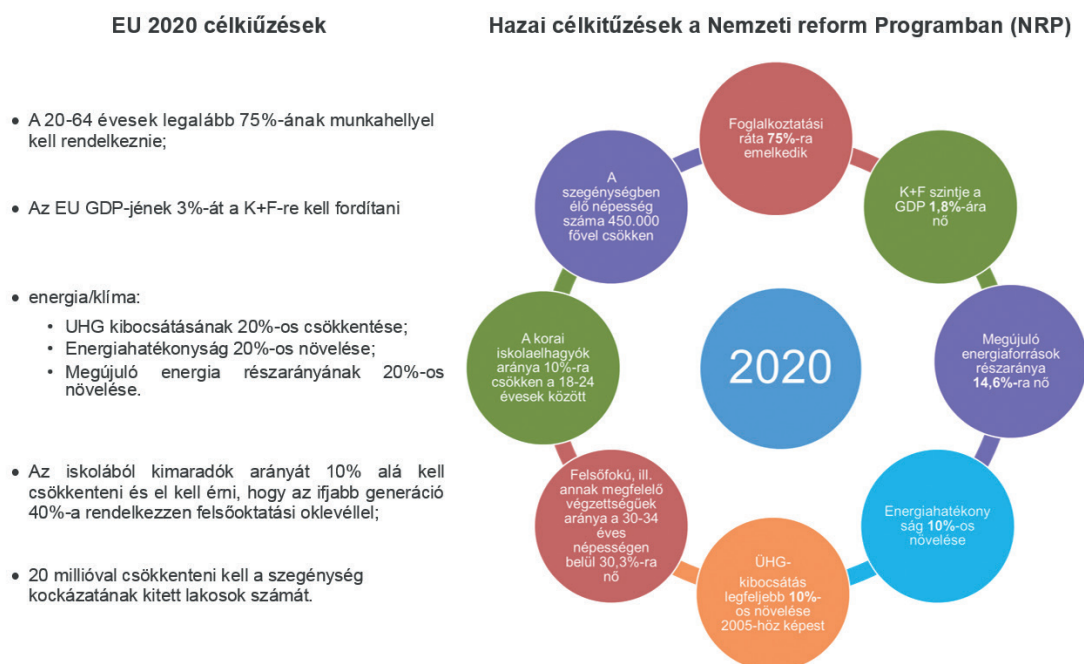 EU 2020 célkiűzések
A 20-64 évesek legalább 75%-ának munkahellyel
kell rendelkeznie;
Az EU GDP-jének 3%-át a K+F-re kell fordítani
energia/klíma:
UHG kibocsátásának 20%-os csökkentése;
Energiahatékonyság 20%-os növelése;
Megújuló energia részarányának 20%-os
növelése.
Az iskolából kimaradók arányát 10% alá kell
csökkenteni és el kell érni, hogy az ifjabb generáció
40%-a rendelkezzen felsőoktatási oklevéllel;
20 millióval csökkenteni kell a szegénység
kockázatának kitett lakosok számát.
Hazai célkitűzések a Nemzeti reform Programban (NRP)
Foglalkoztatási
ráta 75%-ra
emelkedik
K+F szintje a
GDP 1,8%-ára
nő
Megújuló
energiaforrások
részaránya
14,6%-ra nő
Energiahatékony
ság 10%-os
növelése
ÜHG-
kibocsátás
legfeljebb 10%-
os növelése
2005-höz képest
Felsőfokú, ill.
annak megfelelő
végzettségűek
aránya a 30-34
éves
népességen
belül 30,3%-ra
nő
A korai
iskolaelhagyók
aránya 10%-ra
csökken a 18-24
évesek között
A
szegénységben
élő népesség
száma 450.000
fővel csökken
2020